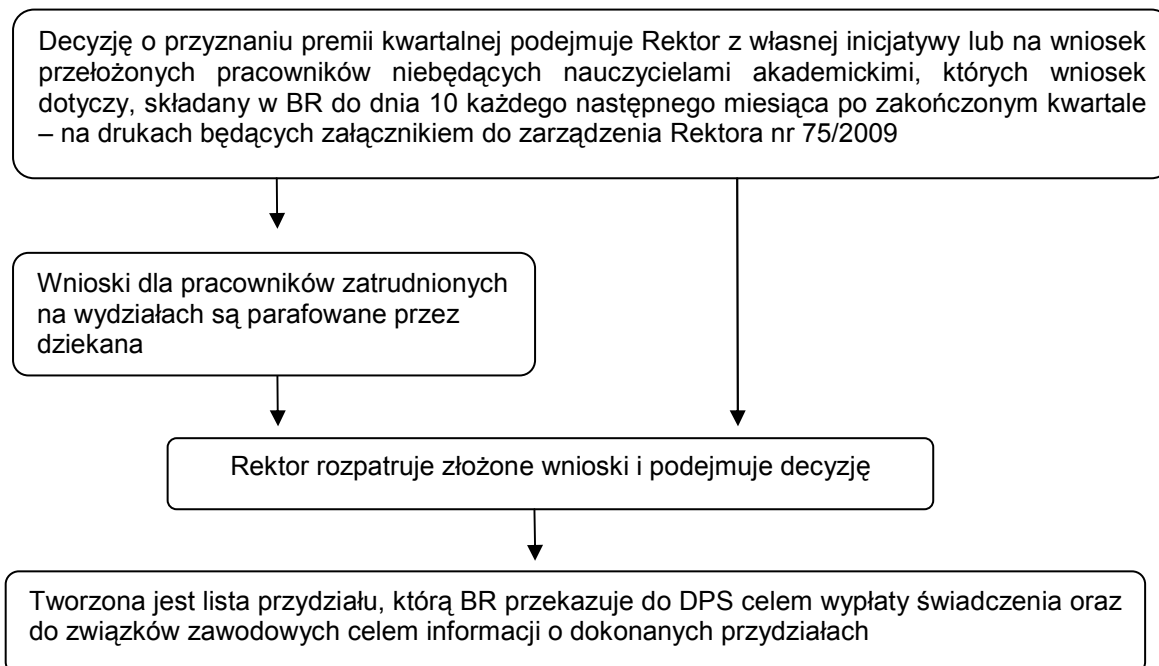 Decyzję o przyznaniu premii kwartalnej podejmuje Rektor z własnej inicjatywy lub na wniosek
przełożonych pracowników niebędących nauczycielami akademickimi, których wniosek
dotyczy, składany w BR do dnia 10 każdego następnego miesiąca po zakończonym kwartale
– na drukach będących załącznikiem do zarządzenia Rektora nr 75/2009
Wnioski dla pracowników zatrudnionych
na wydziałach są parafowane przez
dziekana
Rektor rozpatruje złożone wnioski i podejmuje decyzję
Tworzona jest lista przydziału, którą BR przekazuje do DPS celem wypłaty świadczenia oraz
do związków zawodowych celem informacji o dokonanych przydziałach